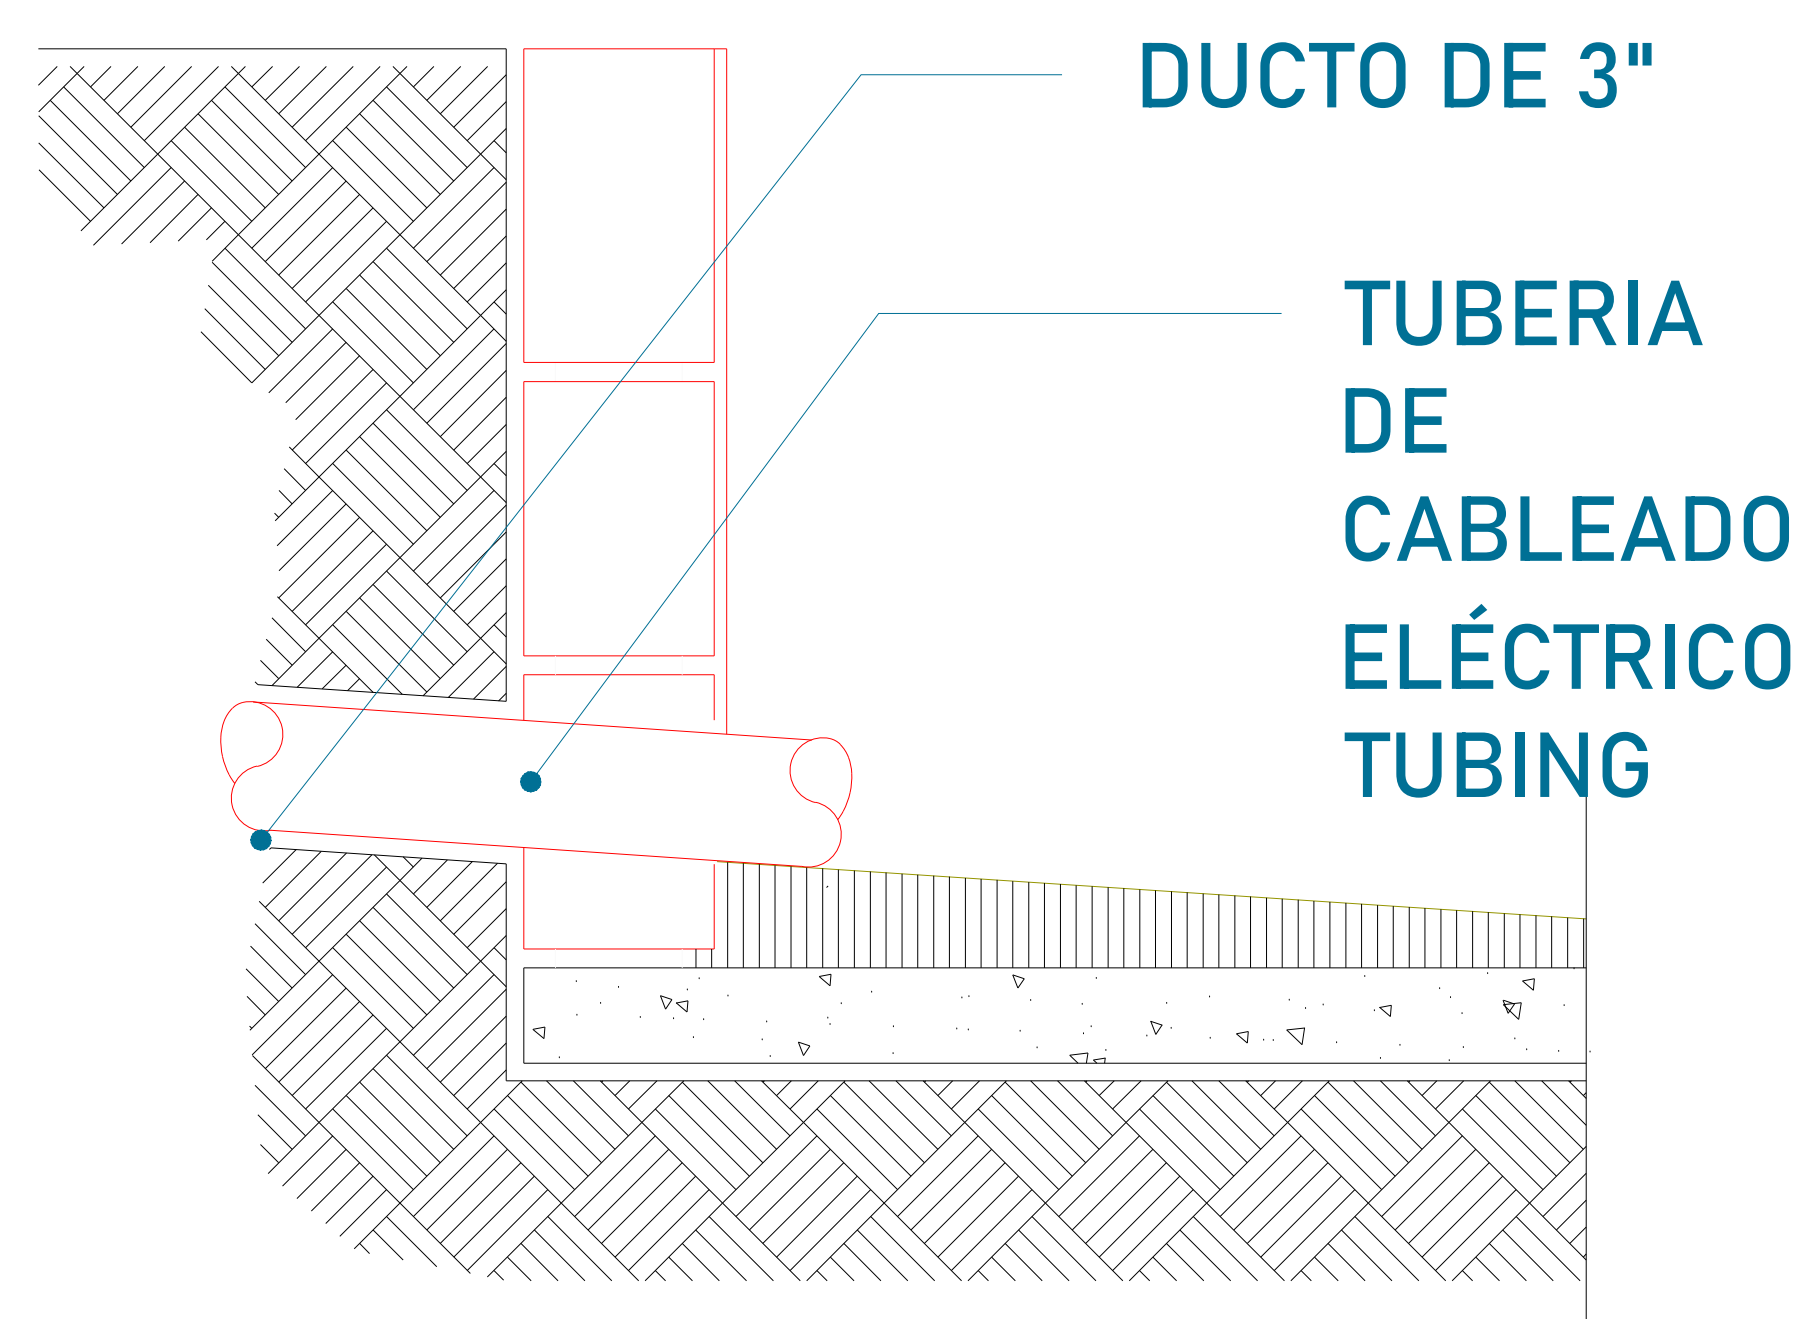 DUCTO DE 3"
TUBERIA
DE
CABLEADO
ELÉCTRICO
TUBING